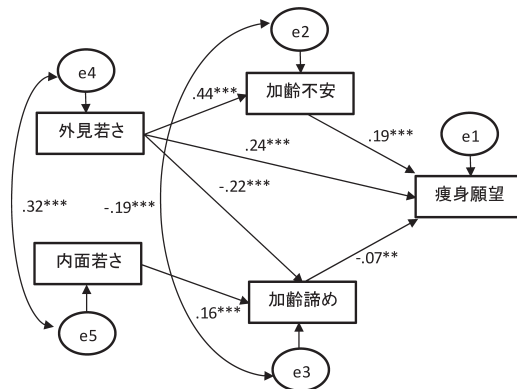 e2
e4
加齢不安
.44***
外見若さ
.19***
e1
.24***
痩身願望
-.22***
.32***
-.19***
内面若さ
-.07**
加齢諦め
.16***
e5
e3